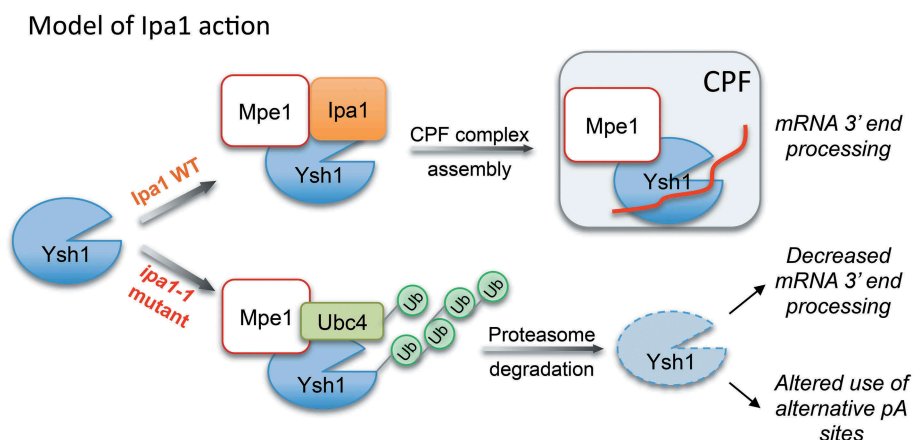 Model of Ipa1 action
Mpe1
Ipa1
Ysh1
Ipa1 WT
CPF complex
assembly
CPF
Mpe1
Ysh1
mRNA 3’ end
processing
Ysh1
ipa1-1
mutant
Mpe1
Ubc4
Ysh1
Ub
Ub
Ub
Ub
Ub
Ub
Proteasome
degradation
Ysh1
Decreased
mRNA 3’ end
processing
Altered use of
alternative pA
sites